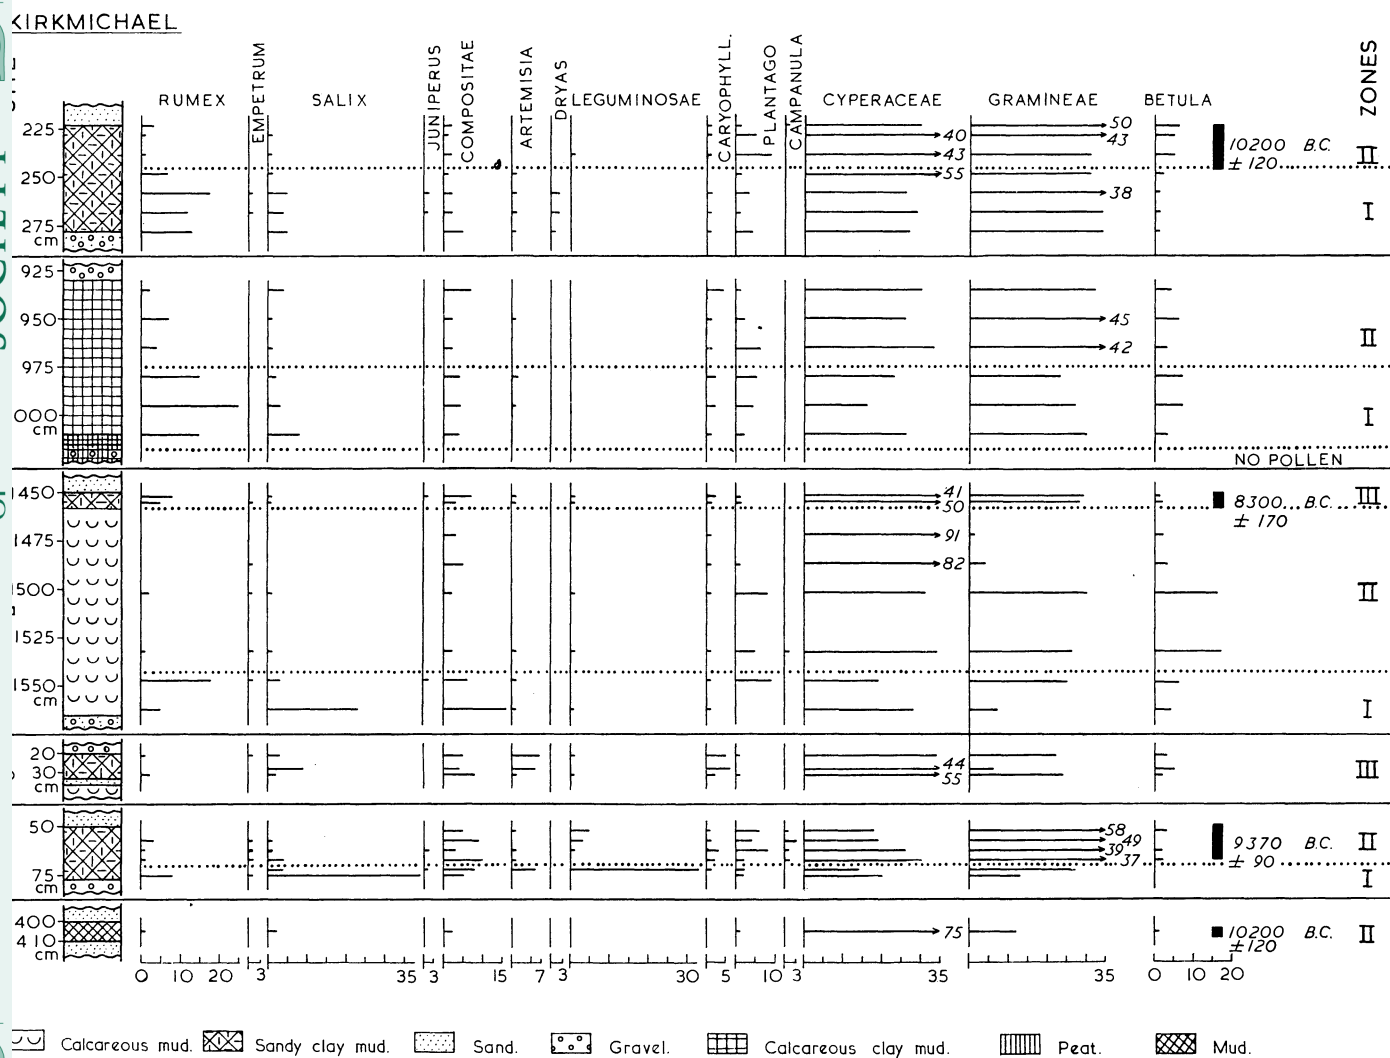 KIRKMICHAEL
RUMEX
EMPETRUM
SALIX
JUNIPERUS
COMPOSITAE
ARTEMISIA
DRYAS
LEGUMINOSAE
CARYOPHYLL.
PLANTAGO
CAMPANULA
CYPERACEAE
GRAMINEAE
BETULA
ZONES
225
50
40
43
43
10200 B.C.
± 120
II
250
55
38
I
275
cm
925
950
45
II
42
975
000
cm
I
NO POLLEN
1450
41
50
8300 B.C.
± 170
III
1475
91
82
1500
II
1525
1550
cm
I
20
30
cm
44
55
III
50
58
49
39
37
9370 B.C.
± 90
II
75
cm
I
400
410
cm
75
10200 B.C.
±120
II
0 10 20 3 35 3 15 7 3 30 5 10 3 35 35 0 10 20
Calcareous mud. Sandy clay mud. Sand. Gravel. Calcareous clay mud. Peat. Mud.